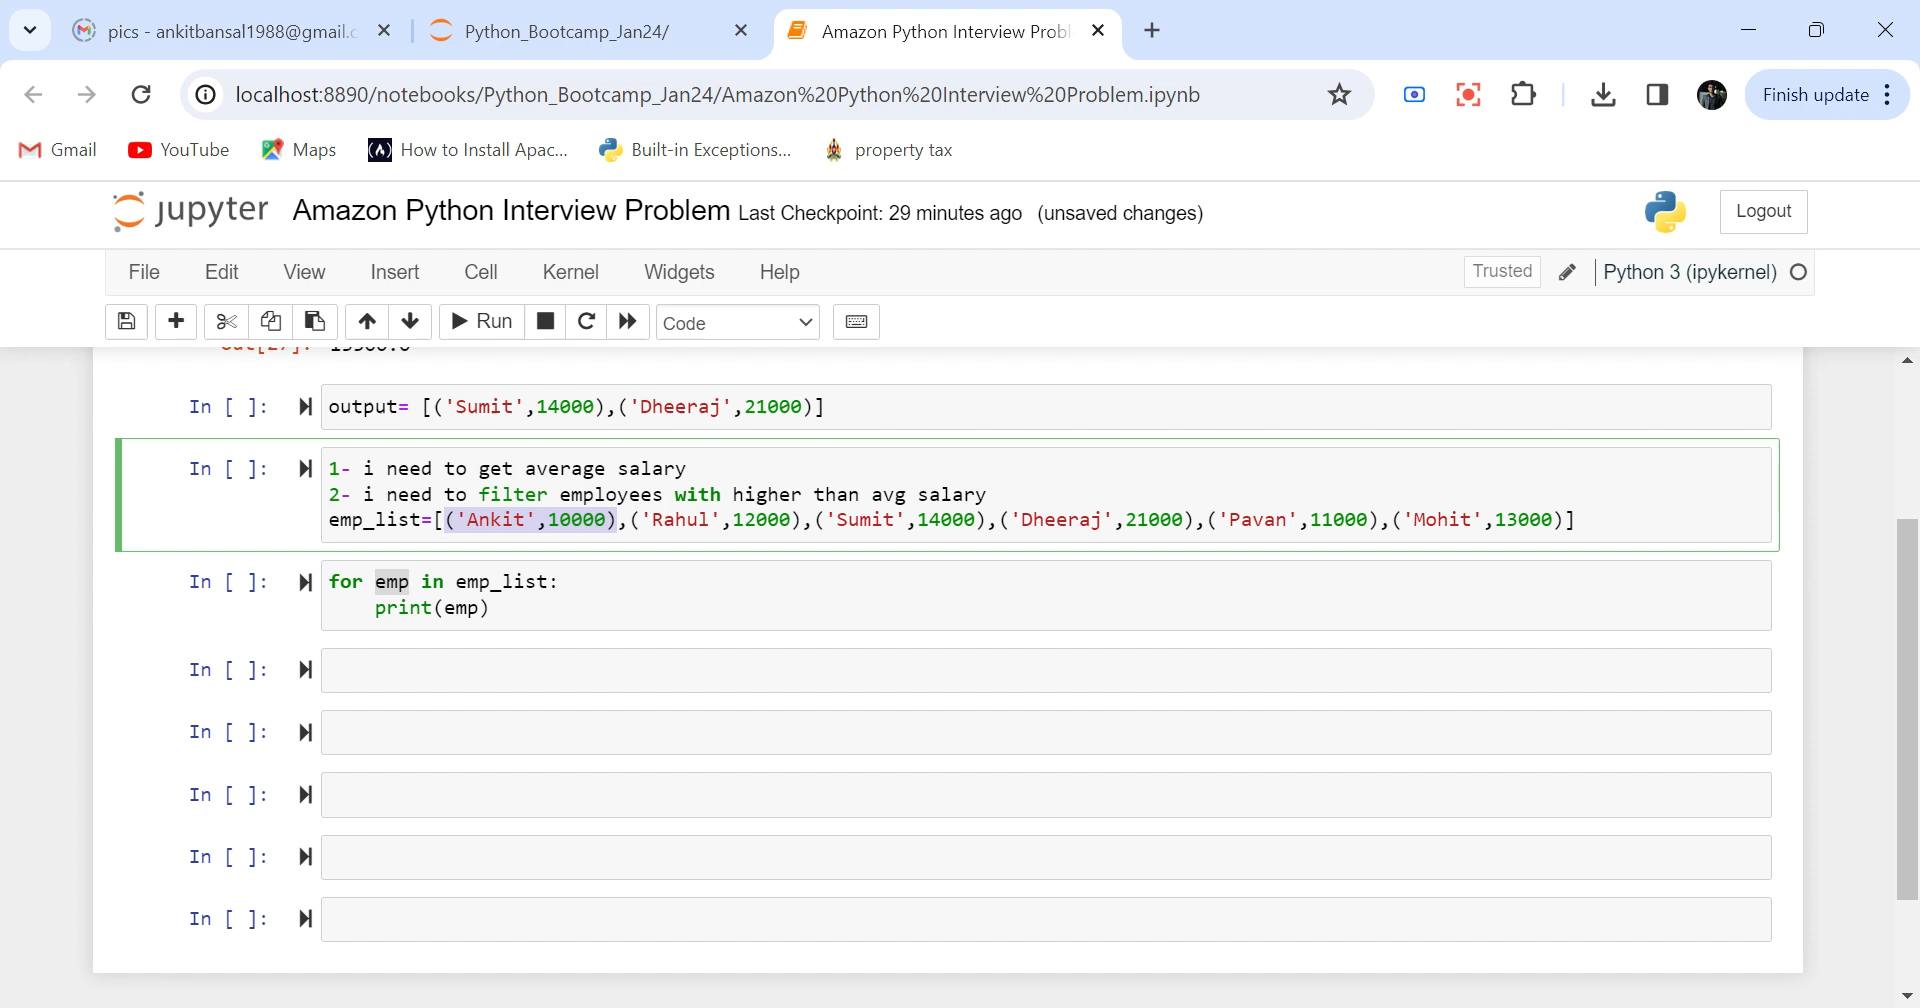 pics - ankitbansal1988@gmail.c
Python_Bootcamp_Jan24/
Amazon Python Interview Probl
localhost:8890/notebooks/Python_Bootcamp_Jan24/Amazon%20Python%20Interview%20Problem.ipynb
Finish update
Gmail
YouTube
Maps
How to Install Apac...
Built-in Exceptions...
property tax
jupyter Amazon Python Interview Problem Last Checkpoint: 29 minutes ago (unsaved changes)
Logout
File Edit View Insert Cell Kernel Widgets Help
Trusted
Python 3 (ipykernel)
Run
Code
In [ ]: output= [('Sumit',14000),('Dheeraj',21000)]
In [ ]: 1- i need to get average salary
2- i need to filter employees with higher than avg salary
emp_list=[('Ankit',10000),('Rahul',12000),('Sumit',14000),('Dheeraj',21000),('Pavan',11000),('Mohit',13000)]
In [ ]: for emp in emp_list:
print(emp)
In [ ]:
In [ ]:
In [ ]:
In [ ]:
In [ ]: